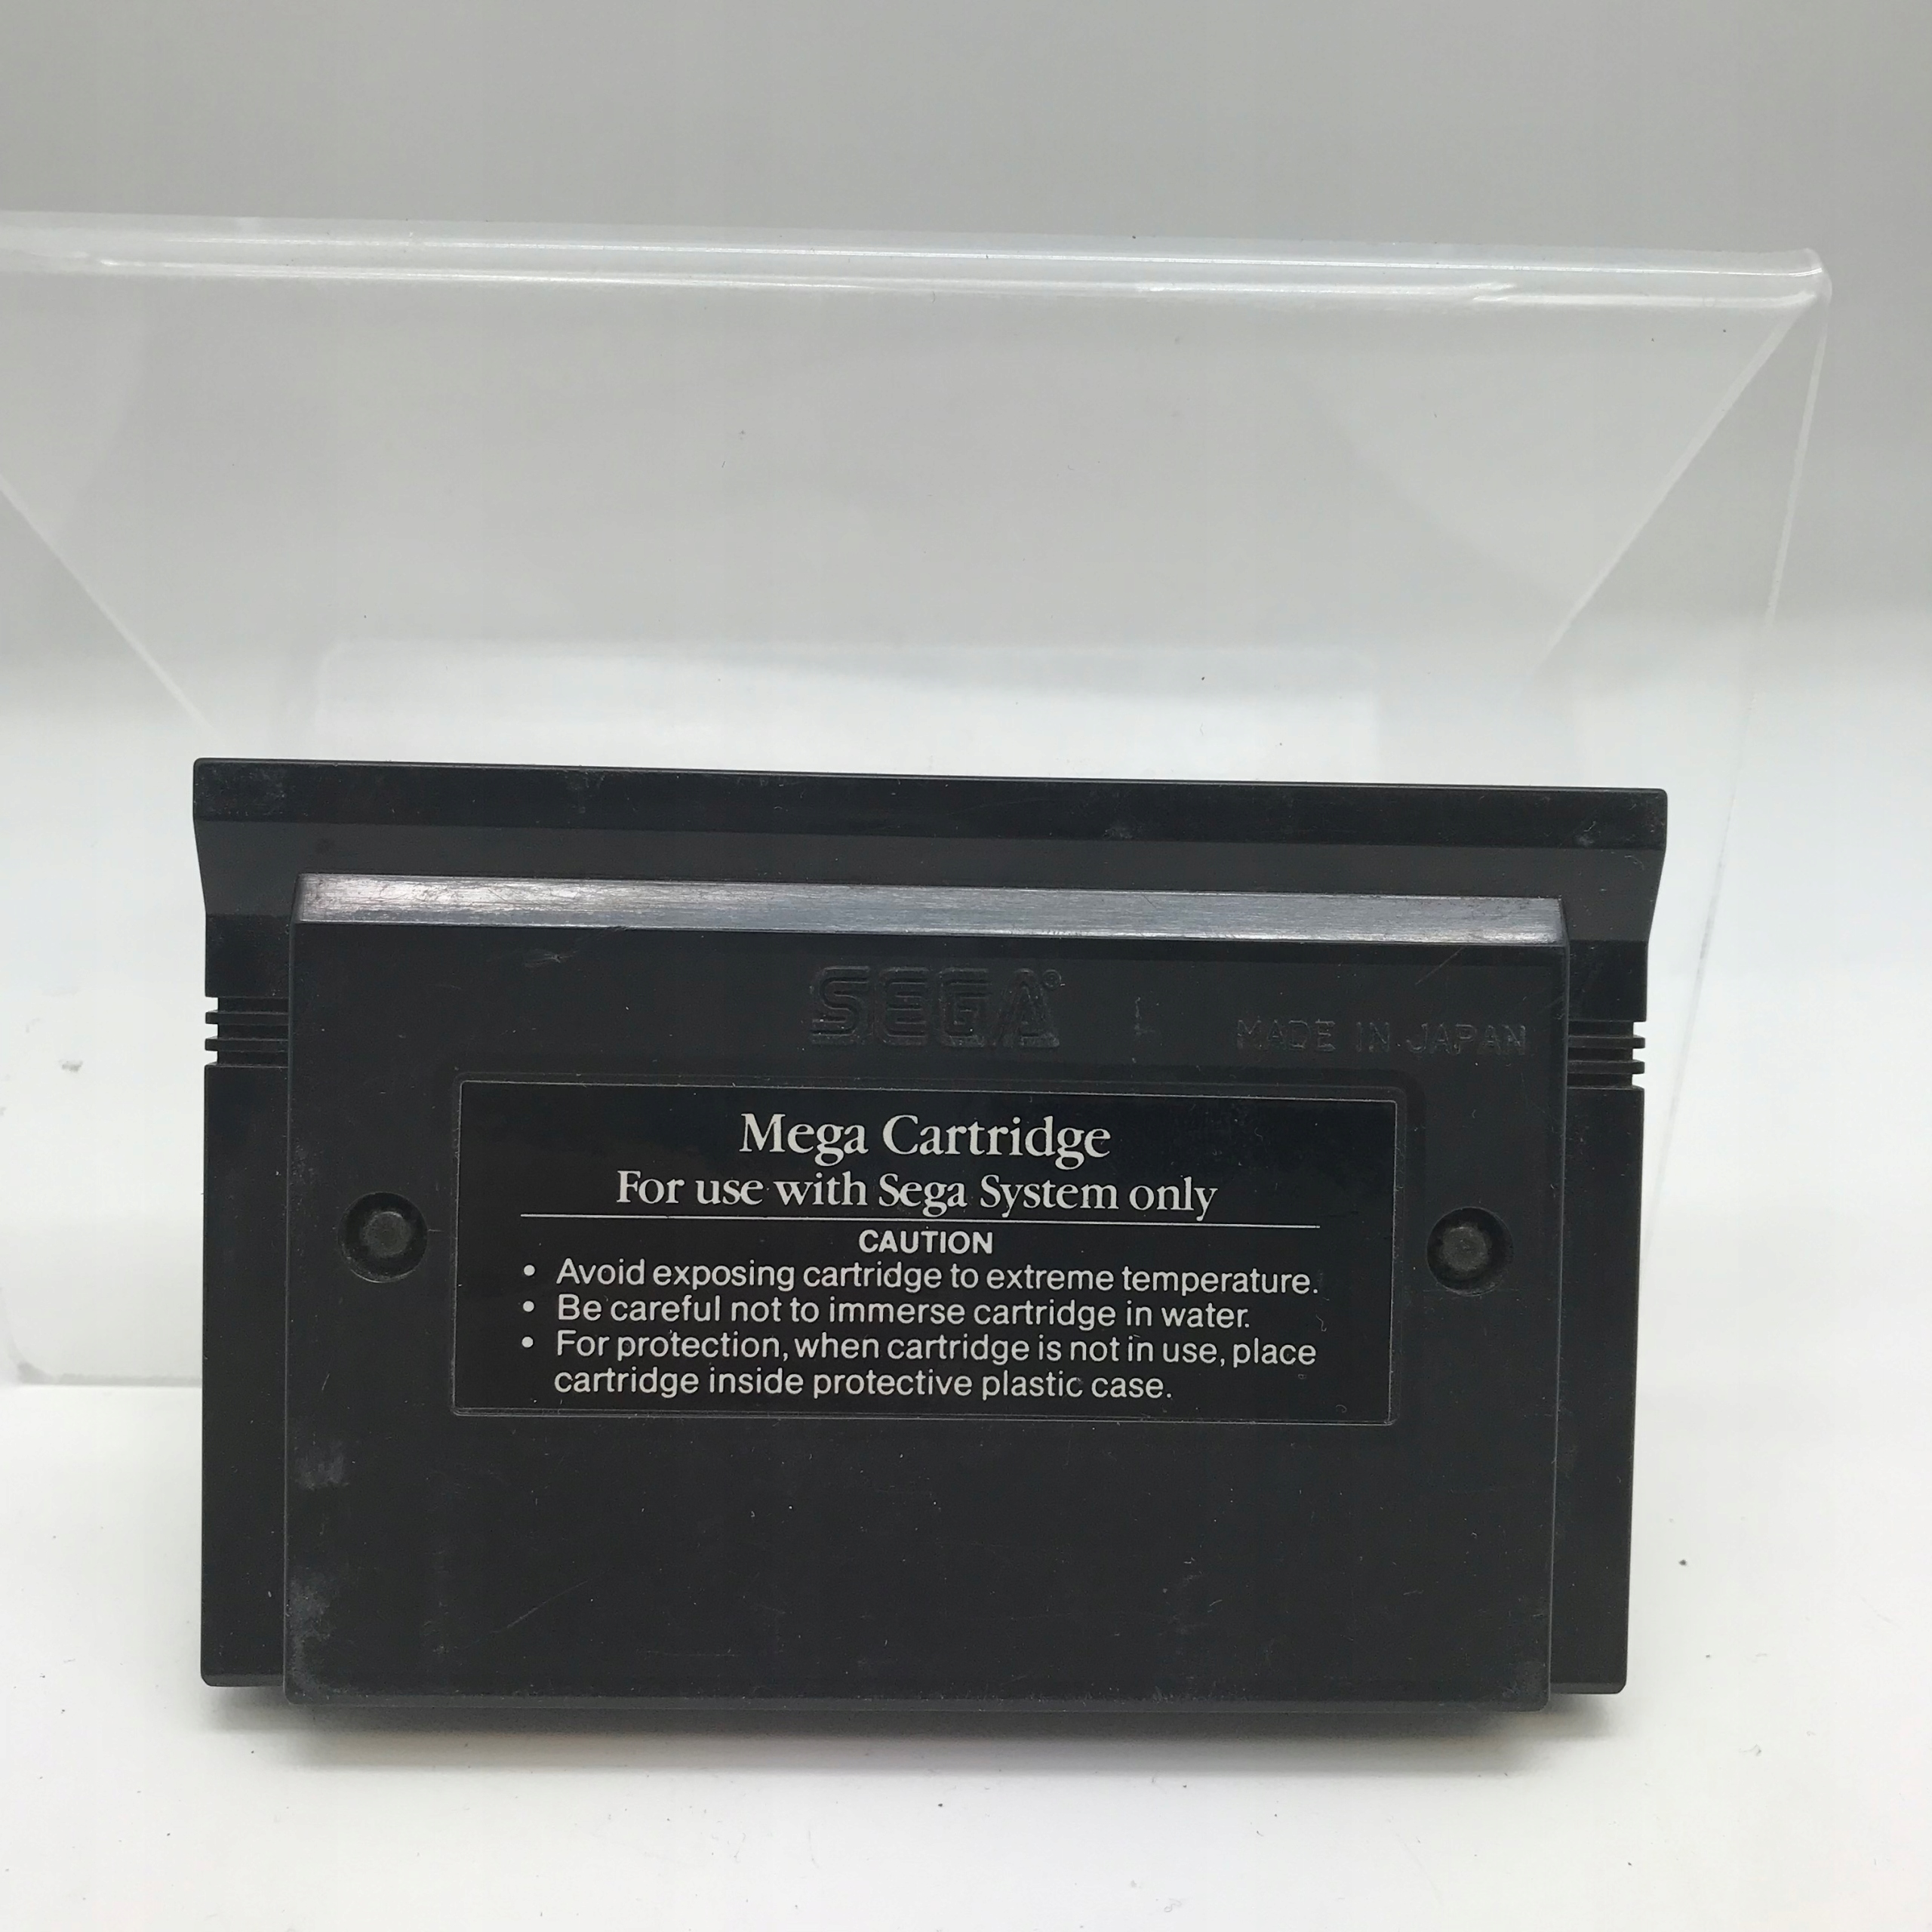 SEGA®
MADE IN JAPAN
Mega Cartridge
For use with Sega System only
CAUTION
• Avoid exposing cartridge to extreme temperature.
• Be careful not to immerse cartridge in water.
• For protection, when cartridge is not in use, place
cartridge inside protective plastic case.